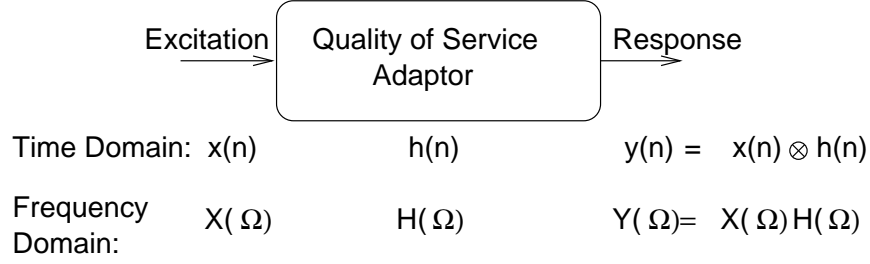 Excitation
Quality of Service
Adaptor
Response
Time Domain: x(n) h(n) y(n) = x(n) ⊗ h(n)
Frequency
Domain:
X( Ω) H( Ω) Y( Ω)= X( Ω) H( Ω)